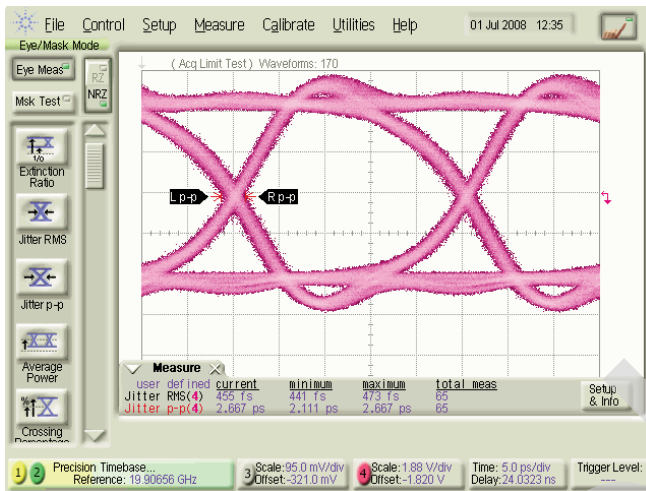 File Control Setup Measure Calibrate Utilities Help 01 Jul 2008 12:35
Eye/Mask Mode
Eye Meas
RZ
Msk Test
NRZ
( Acq Limit Test ) Waveforms: 170
Extinction
Ratio
Jitter RMS
Jitter p-p
Average
Power
Crossing
L p-p
R p-p
Measure
user defined current minimum maximum total meas
Jitter RMS(4) 455 fs 441 fs 473 fs 65
Jitter p-p(4) 2.667 ps 2.111 ps 2.667 ps 65
Setup
& Info
1 2 Precision Timebase...
Reference: 19.90656 GHz
3 Scale:95.0 mV/div
Offset:-321.0 mV
4 Scale:1.88 V/div
Offset:-1.820 V
Time: 5.0 ps/div
Delay:24.0323 ns
Trigger Level:
---